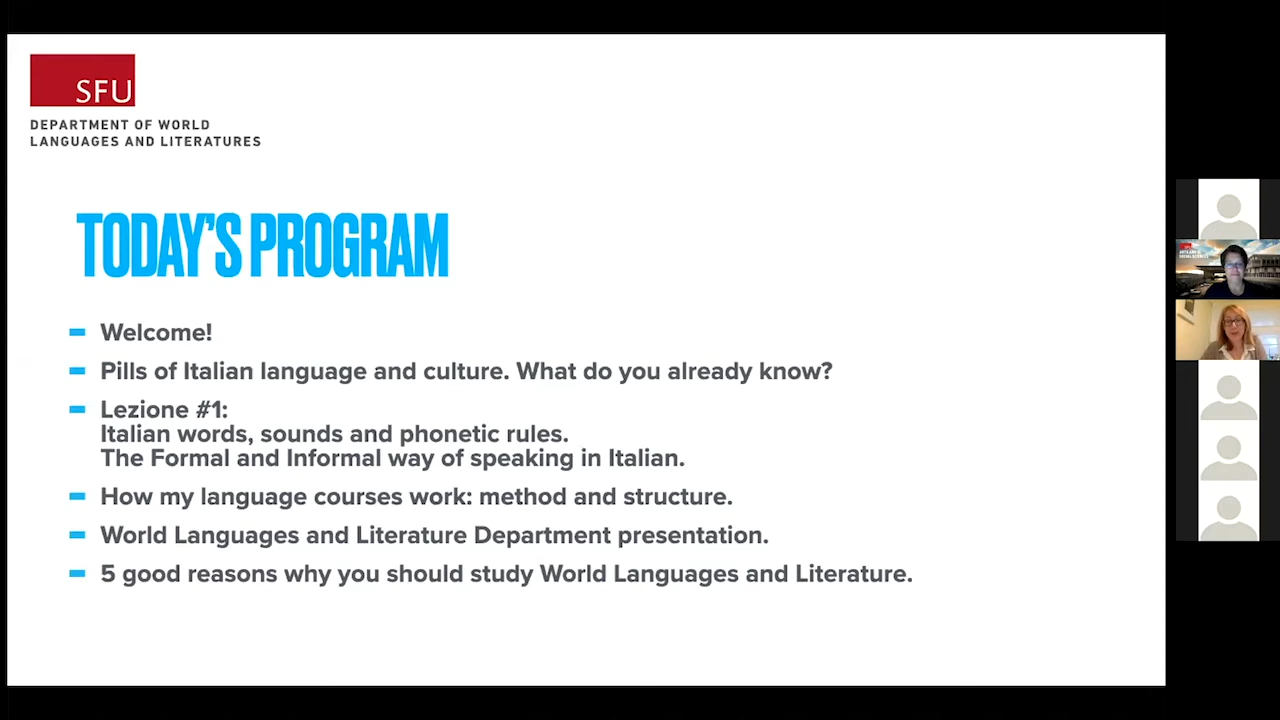 SFU
DEPARTMENT OF WORLD
LANGUAGES AND LITERATURES
TODAY'S PROGRAM
Welcome!
Pills of Italian language and culture. What do you already know?
Lezione #1:
Italian words, sounds and phonetic rules.
The Formal and Informal way of speaking in Italian.
How my language courses work: method and structure.
World Languages and Literature Department presentation.
5 good reasons why you should study World Languages and Literature.